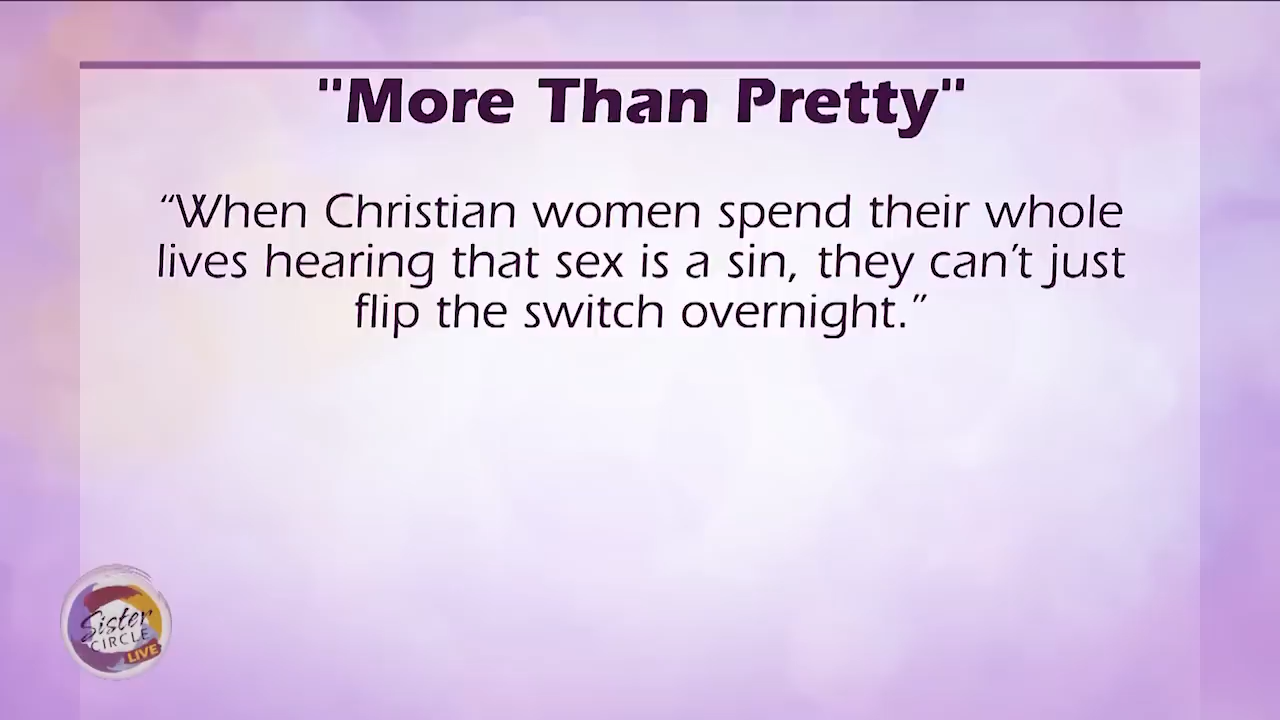 "More Than Pretty"
“When Christian women spend their whole
lives hearing that sex is a sin, they can’t just
flip the switch overnight.”
Sister
CIRCLE
LIVE